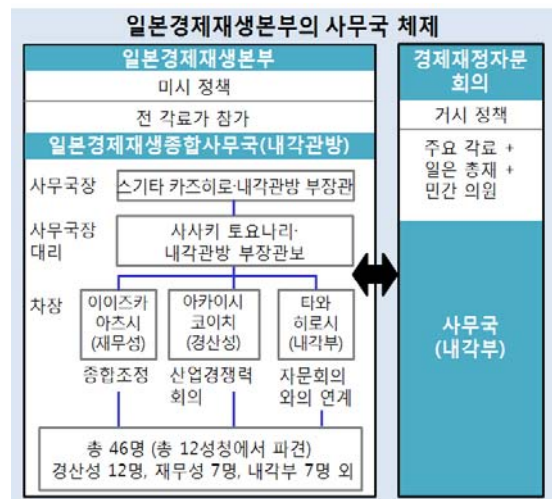 일본경제재생본부의 사무국 체제
일본경제재생본부
미시 정책
전 각료가 참가
일본경제재생종합사무국(내각관방)
사무국장
스기타 카즈히로·내각관방 부장관
사무국장
대리
사사키 토요나리·
내각관방 부장관보
차장
이이즈카
아츠시
(재무성)
아카이시
코이치
(경산성)
타와
히로시
(내각부)
종합조정
산업경쟁력
회의
자문회의
와의 연계
총 46명 (총 12성청에서 파견)
경산성 12명, 재무성 7명, 내각부 7명 외
경제재정자문
회의
거시 정책
주요 각료 +
일은 총재 +
민간 의원
사무국
(내각부)